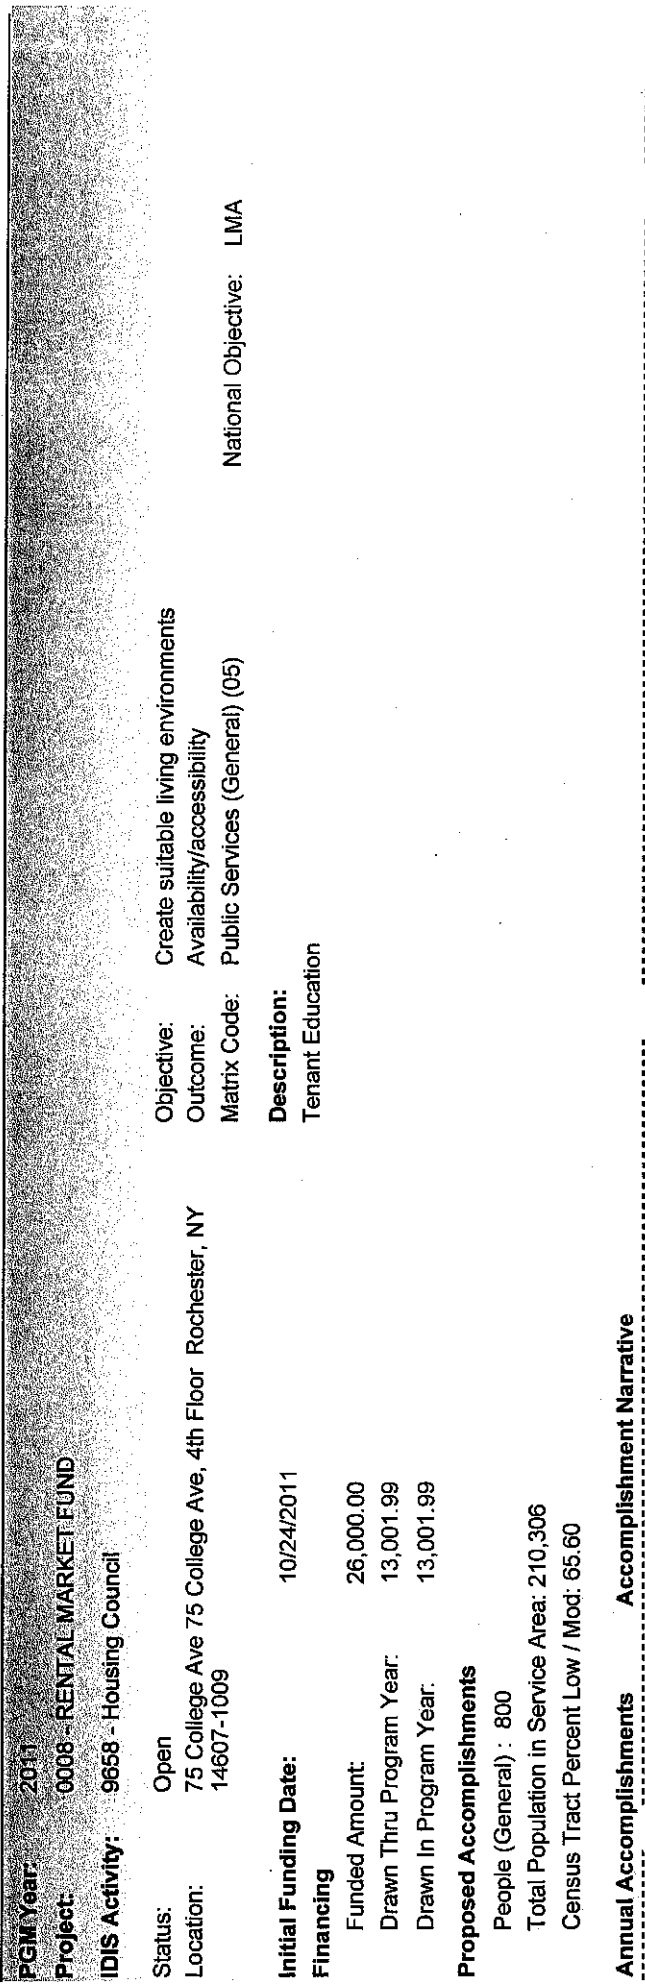 PGM Year: 2011
Project: 0008 - RENTAL MARKET FUND
IDIS Activity: 9658 - Housing Council
Status: Open
Location: 75 College Ave 75 College Ave, 4th Floor Rochester, NY
14607-1009
Objective: Create suitable living environments
Outcome: Availability/accessibility
Matrix Code: Public Services (General) (05) National Objective: LMA
Initial Funding Date: 10/24/2011
Description:
Tenant Education
Financing
Funded Amount: 26,000.00
Drawn Thru Program Year: 13,001.99
Drawn In Program Year: 13,001.99
Proposed Accomplishments
People (General) : 800
Total Population in Service Area: 210,306
Census Tract Percent Low / Mod: 65.60
Annual Accomplishments Accomplishment Narrative